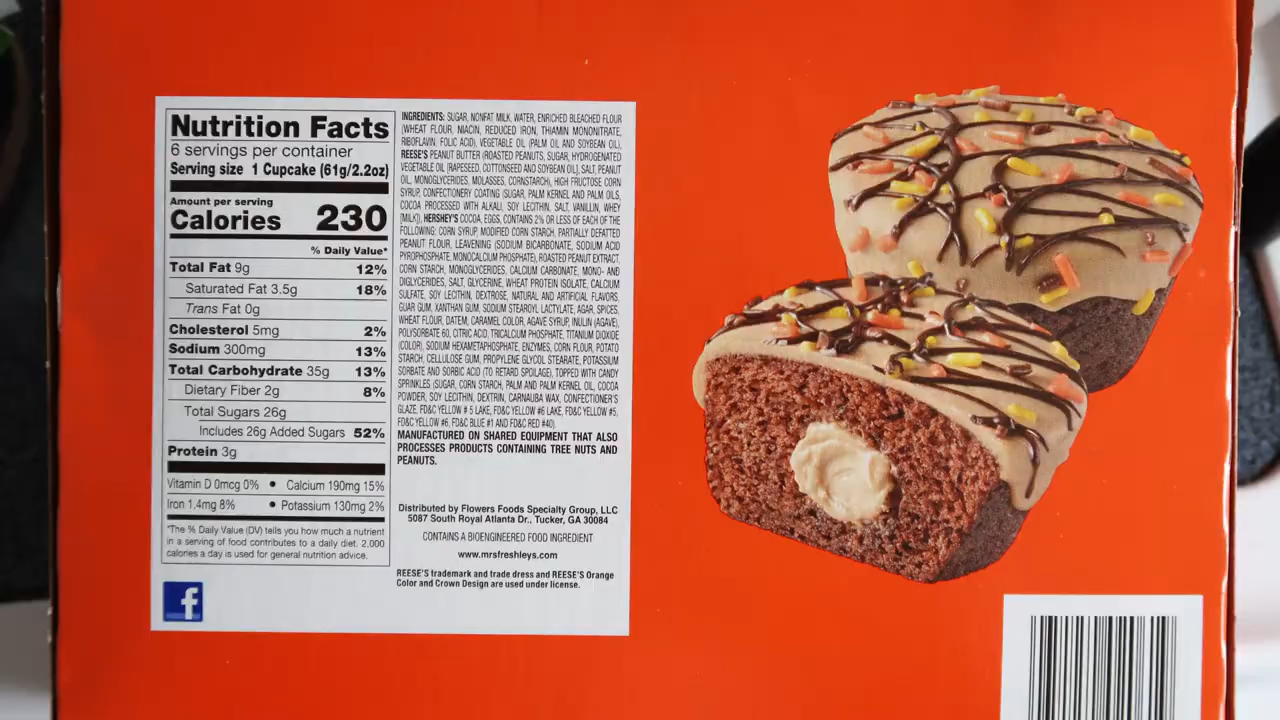 Nutrition Facts
6 servings per container
Serving size 1 Cupcake (61g/2.2oz)
Amount per serving
Calories 230
% Daily Value*
Total Fat 9g 12%
Saturated Fat 3.5g 18%
Trans Fat 0g
Cholesterol 5mg 2%
Sodium 300mg 13%
Total Carbohydrate 35g 13%
Dietary Fiber 2g 8%
Total Sugars 26g
Includes 26g Added Sugars 52%
Protein 3g
Vitamin D 0mcg 0% • Calcium 190mg 15%
Iron 1.4mg 8% • Potassium 130mg 2%
*The % Daily Value (DV) tells you how much a nutrient
in a serving of food contributes to a daily diet. 2,000
calories a day is used for general nutrition advice.
f
INGREDIENTS: SUGAR, NONFAT MILK, WATER, ENRICHED BLEACHED FLOUR
(WHEAT FLOUR, NIACIN, REDUCED IRON, THIAMIN MONONITRATE,
RIBOFLAVIN, FOLIC ACID), VEGETABLE OIL (PALM OIL AND SOYBEAN OIL),
REESE'S PEANUT BUTTER (ROASTED PEANUTS, SUGAR, HYDROGENATED
VEGETABLE OIL (RAPESEED, COTTONSEED AND SOYBEAN OIL), SALT, PEANUT
OIL, MONOGLYCERIDES, MOLASSES, CORNSTARCH), HIGH FRUCTOSE CORN
SYRUP, CONFECTIONERY COATING (SUGAR, PALM KERNEL AND PALM OILS,
COCOA PROCESSED WITH ALKALI, SOY LECITHIN, SALT, VANILLIN, WHEY
[MILK]), HERSHEY'S COCOA, EGGS, CONTAINS 2% OR LESS OF EACH OF THE
FOLLOWING: CORN SYRUP, MODIFIED CORN STARCH, PARTIALLY DEFATTED
PEANUT FLOUR, LEAVENING (SODIUM BICARBONATE, SODIUM ACID
PYROPHOSPHATE, MONOCALCIUM PHOSPHATE), ROASTED PEANUT EXTRACT,
CORN STARCH, MONOGLYCERIDES, CALCIUM CARBONATE, MONO- AND
DIGLYCERIDES, SALT, GLYCERINE, WHEAT PROTEIN ISOLATE, CALCIUM
SULFATE, SOY LECITHIN, DEXTROSE, NATURAL AND ARTIFICIAL FLAVORS,
GUAR GUM, XANTHAN GUM, SODIUM STEAROYL LACTYLATE, AGAR, SPICES,
WHEAT FLOUR, DATEM, CARAMEL COLOR, AGAVE SYRUP, INULIN (AGAVE),
POLYSORBATE 60, CITRIC ACID, TRICALCIUM PHOSPHATE, TITANIUM DIOXIDE
(COLOR), SODIUM HEXAMETAPHOSPHATE, ENZYMES, CORN FLOUR, POTATO
STARCH, CELLULOSE GUM, PROPYLENE GLYCOL STEARATE, POTASSIUM
SORBATE AND SORBIC ACID (TO RETARD SPOILAGE), TOPPED WITH CANDY
SPRINKLES (SUGAR, CORN STARCH, PALM AND PALM KERNEL OIL, COCOA
POWDER, SOY LECITHIN, DEXTRIN, CARNAUBA WAX, CONFECTIONER'S
GLAZE, FD&C YELLOW # 5 LAKE, FD&C YELLOW #6 LAKE, FD&C YELLOW #5,
FD&C YELLOW #6, FD&C BLUE #1 AND FD&C RED #40).
MANUFACTURED ON SHARED EQUIPMENT THAT ALSO
PROCESSES PRODUCTS CONTAINING TREE NUTS AND
PEANUTS.
Distributed by Flowers Foods Specialty Group, LLC
5087 South Royal Atlanta Dr., Tucker, GA 30084
CONTAINS A BIOENGINEERED FOOD INGREDIENT
www.mrsfreshleys.com
REESE'S trademark and trade dress and REESE'S Orange
Color and Crown Design are used under license.